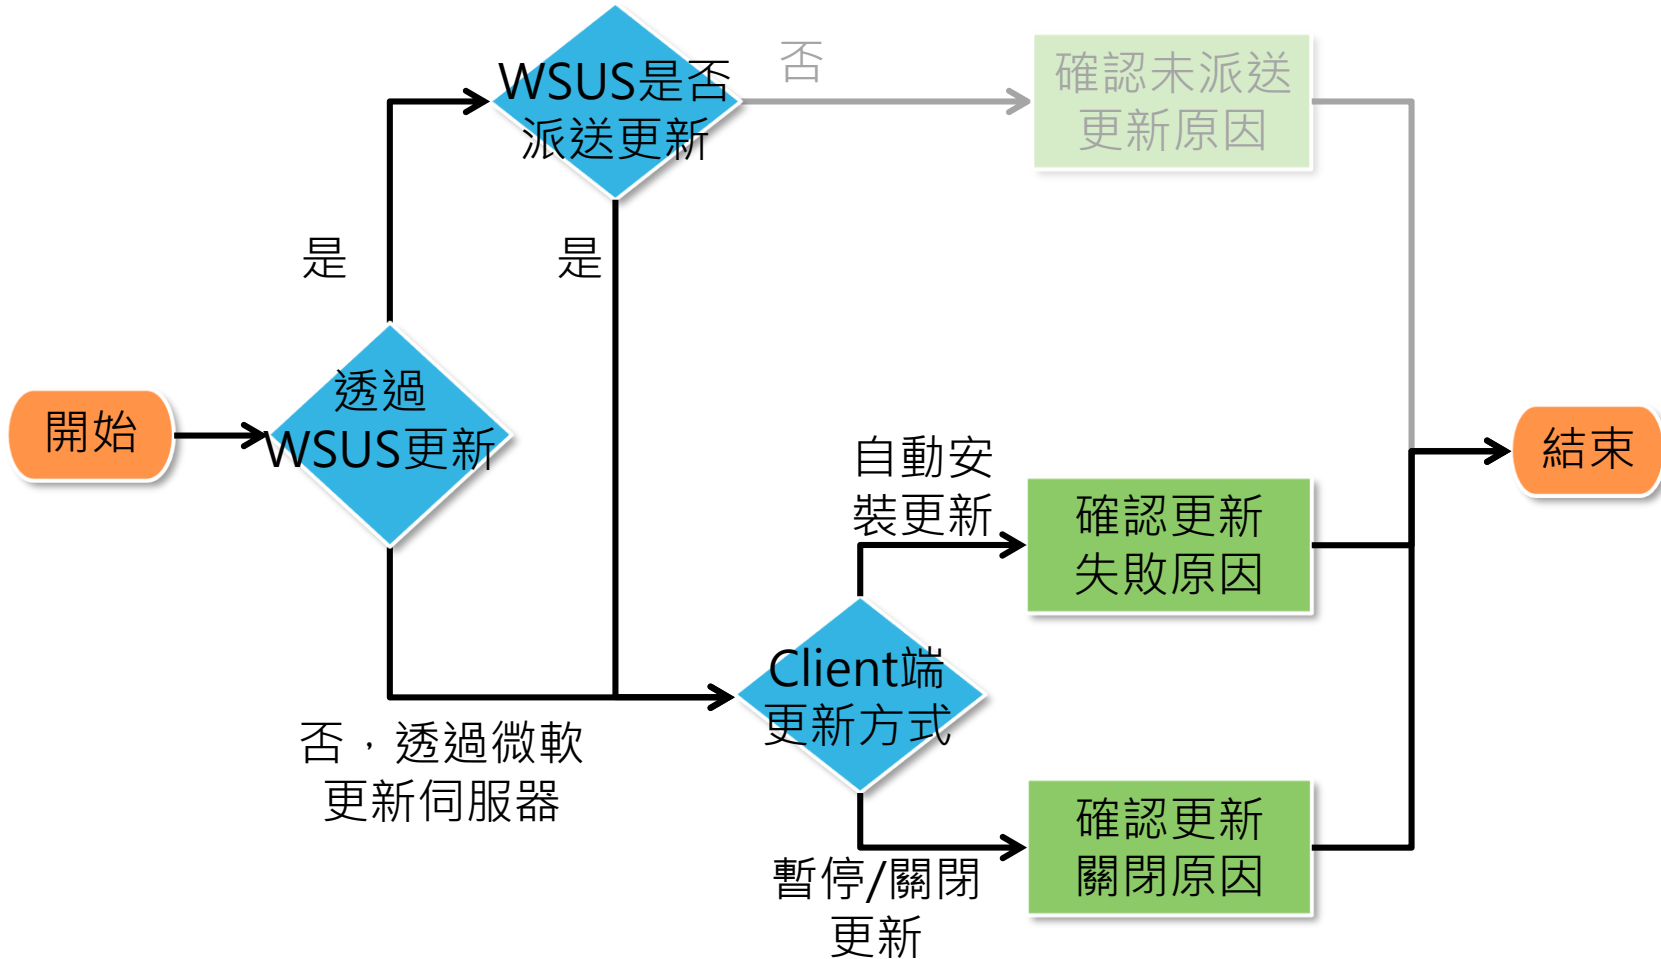 WSUS是否
派送更新
否
確認未派送
更新原因
是
是
開始
透過
WSUS更新
自動安
裝更新
確認更新
失敗原因
結束
Client端
更新方式
否，透過微軟
更新伺服器
暫停/關閉
更新
確認更新
關閉原因